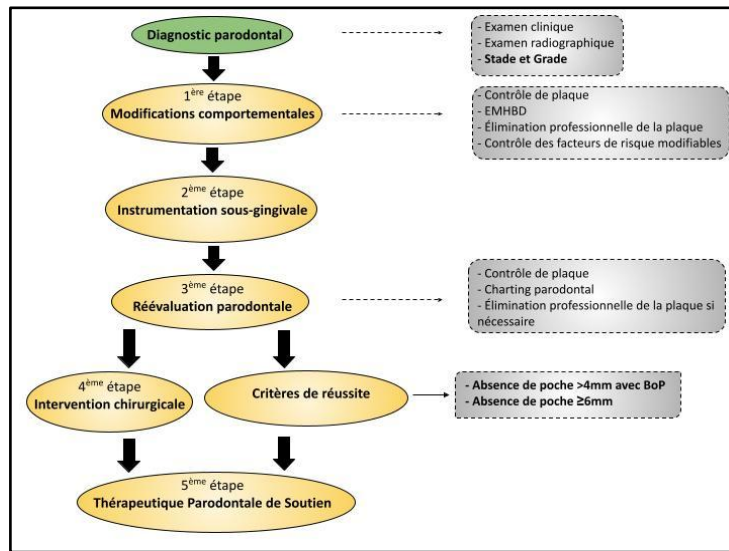 Diagnostic parodontal
- Examen clinique
- Examen radiographique
- Stade et Grade
1ère étape
Modifications comportementales
- Contrôle de plaque
- EMHBD
- Élimination professionnelle de la plaque
- Contrôle des facteurs de risque modifiables
2ème étape
Instrumentation sous-gingivale
3ème étape
Réévaluation parodontale
- Contrôle de plaque
- Charting parodontal
- Élimination professionnelle de la plaque si
nécessaire
4ème étape
Intervention chirurgicale
Critères de réussite
- Absence de poche >4mm avec BoP
- Absence de poche ≥6mm
5ème étape
Thérapeutique Parodontale de Soutien